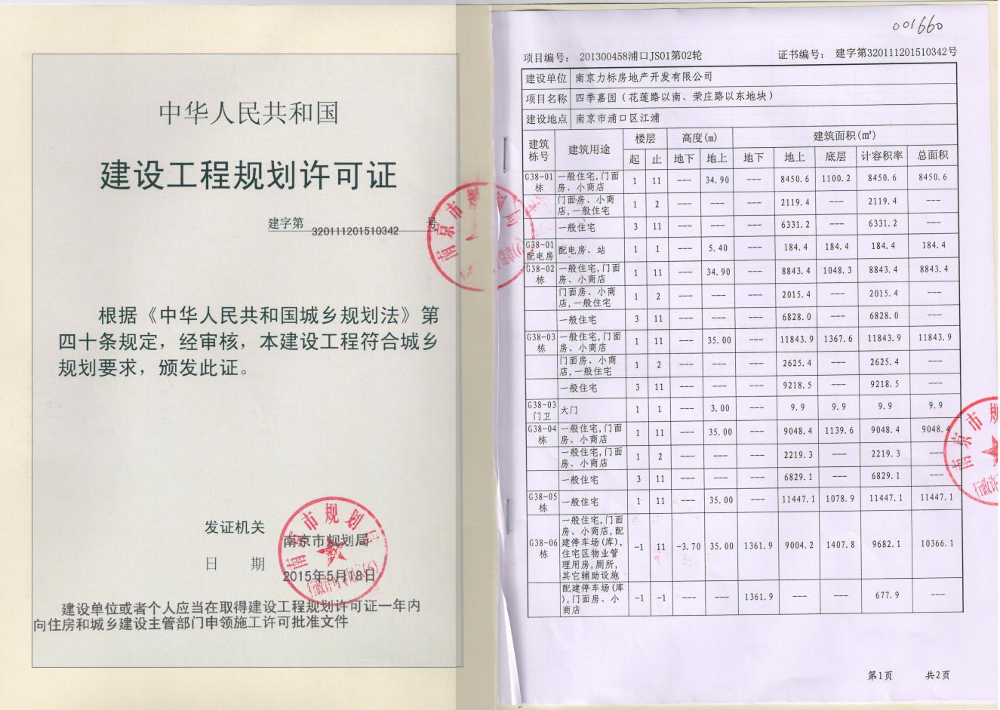 中华人民共和国
建设工程规划许可证
建字第 320111201510342 号
根据《中华人民共和国城乡规划法》第
四十条规定，经审核，本建设工程符合城乡
规划要求，颁发此证。
发证机关
南京市规划局
日 期
2015年5月18日
建设单位或者个人应当在取得建设工程规划许可证一年内
向住房和城乡建设主管部门申领施工许可批准文件
001660
项目编号： 201300458浦口JS01第02轮 证书编号： 建字第320111201510342号
建设单位 南京力标房地产开发有限公司
项目名称 四季嘉园（花莲路以南、荣庄路以东地块）
建设地点 南京市浦口区江浦
建筑栋号 建筑用途 楼层 高度(m) 建筑面积(㎡)
起 止 地下 地上 地下 地上 底层 计容积率 总面积
G38-01栋 一般住宅,门面房、小商店 1 11 --- 34.90 --- 8450.6 1100.2 8450.6 8450.6
门面房、小商店,一般住宅 1 2 --- --- --- 2119.4 --- 2119.4 ---
一般住宅 3 11 --- --- --- 6331.2 --- 6331.2 ---
G38-01配电房 配电房、站 1 1 --- 5.40 --- 184.4 184.4 184.4 184.4
G38-02栋 一般住宅,门面房、小商店 1 11 --- 34.90 --- 8843.4 1048.3 8843.4 8843.4
门面房、小商店,一般住宅 1 2 --- --- --- 2015.4 --- 2015.4 ---
一般住宅 3 11 --- --- --- 6828.0 --- 6828.0 ---
G38-03栋 一般住宅,门面房、小商店 1 11 --- 35.00 --- 11843.9 1367.6 11843.9 11843.9
门面房、小商店,一般住宅 1 2 --- --- --- 2625.4 --- 2625.4 ---
一般住宅 3 11 --- --- --- 9218.5 --- 9218.5 ---
G38-03门卫 大门 1 1 --- 3.00 --- 9.9 9.9 9.9 9.9
G38-04栋 一般住宅,门面房、小商店 1 11 --- 35.00 --- 9048.4 1139.6 9048.4 9048.4
一般住宅,门面房、小商店 1 2 --- --- --- 2219.3 --- 2219.3 ---
一般住宅 3 11 --- --- --- 6829.1 --- 6829.1 ---
G38-05栋 一般住宅 1 11 --- 35.00 --- 11447.1 1078.9 11447.1 11447.1
G38-06栋 一般住宅,门面房、小商店,配建停车场(库),住宅区物业管理用房,厕所,其它辅助设施 -1 11 -3.70 35.00 1361.9 9004.2 1407.8 9682.1 10366.1
配建停车场(库),门面房、小商店 -1 -1 --- --- 1361.9 --- --- 677.9 ---
第1页 共2页
南京市规划局
南京市规划局
南京市规
行政许